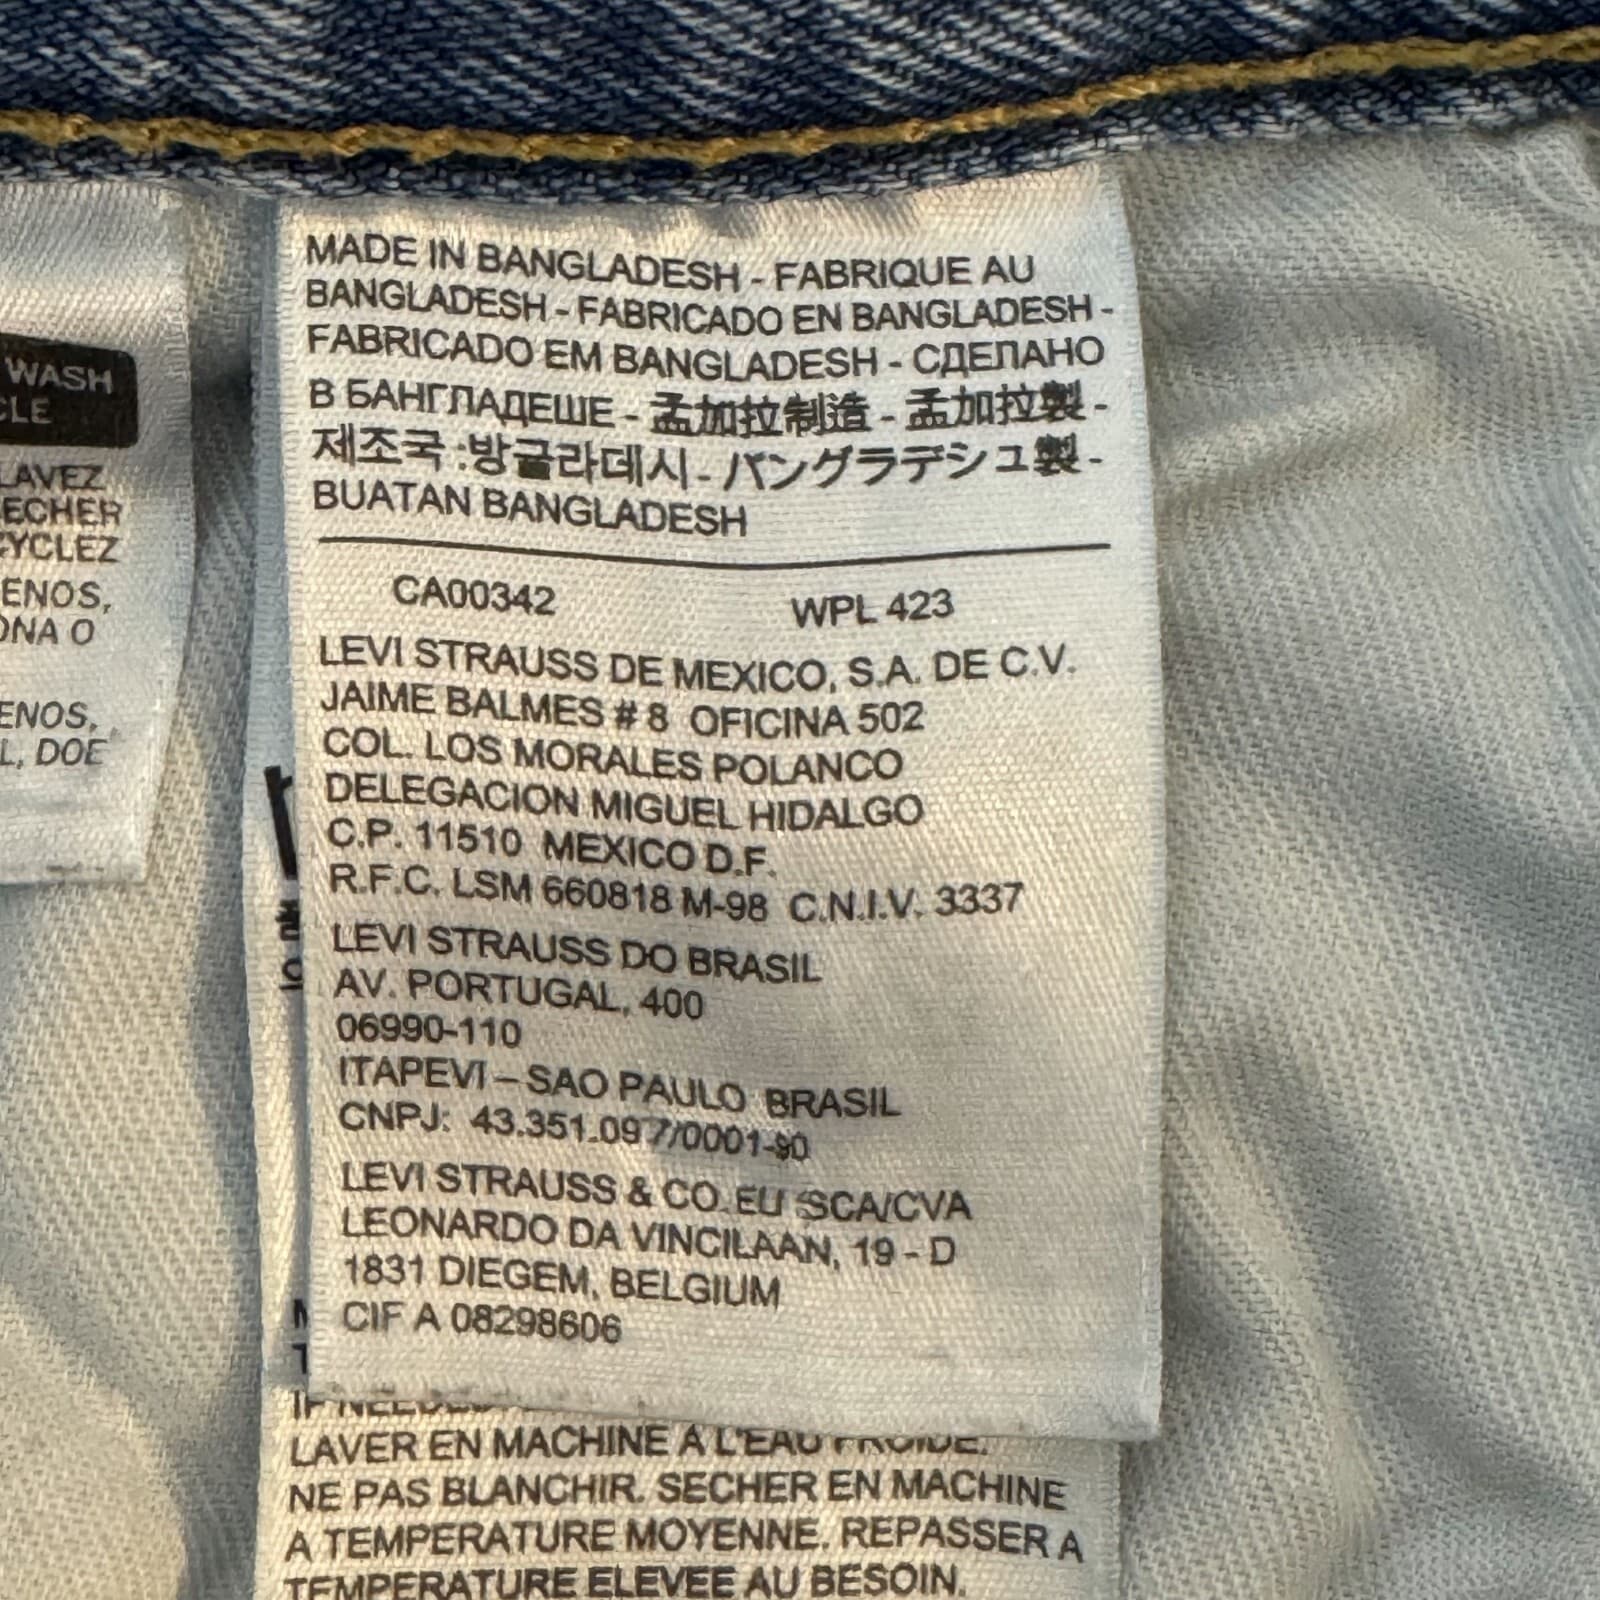 WASH
CLE
LAVEZ
ENOS,
ONA O
ENOS,
L, DOE
MADE IN BANGLADESH - FABRIQUE AU
BANGLADESH - FABRICADO EN BANGLADESH -
FABRICADO EM BANGLADESH - СДЕЛАНО
В БАНГЛАДЕШЕ - 孟加拉制造 - 孟加拉製 -
제조국 :방글라데시 - バングラデシュ製 -
BUATAN BANGLADESH
CA00342 WPL 423
LEVI STRAUSS DE MEXICO, S.A. DE C.V.
JAIME BALMES # 8 OFICINA 502
COL. LOS MORALES POLANCO
DELEGACION MIGUEL HIDALGO
C.P. 11510 MEXICO D.F.
R.F.C. LSM 660818 M-98 C.N.I.V. 3337
LEVI STRAUSS DO BRASIL
AV. PORTUGAL, 400
06990-110
ITAPEVI – SAO PAULO BRASIL
CNPJ: 43.351.097/0001-90
LEVI STRAUSS & CO. EU SCA/CVA
LEONARDO DA VINCILAAN, 19 - D
1831 DIEGEM, BELGIUM
CIF A 08298606
IF NEEDED
LAVER EN MACHINE A L'EAU FROIDE.
NE PAS BLANCHIR. SECHER EN MACHINE
A TEMPERATURE MOYENNE. REPASSER A
TEMPERATURE ELEVEE AU BESOIN.